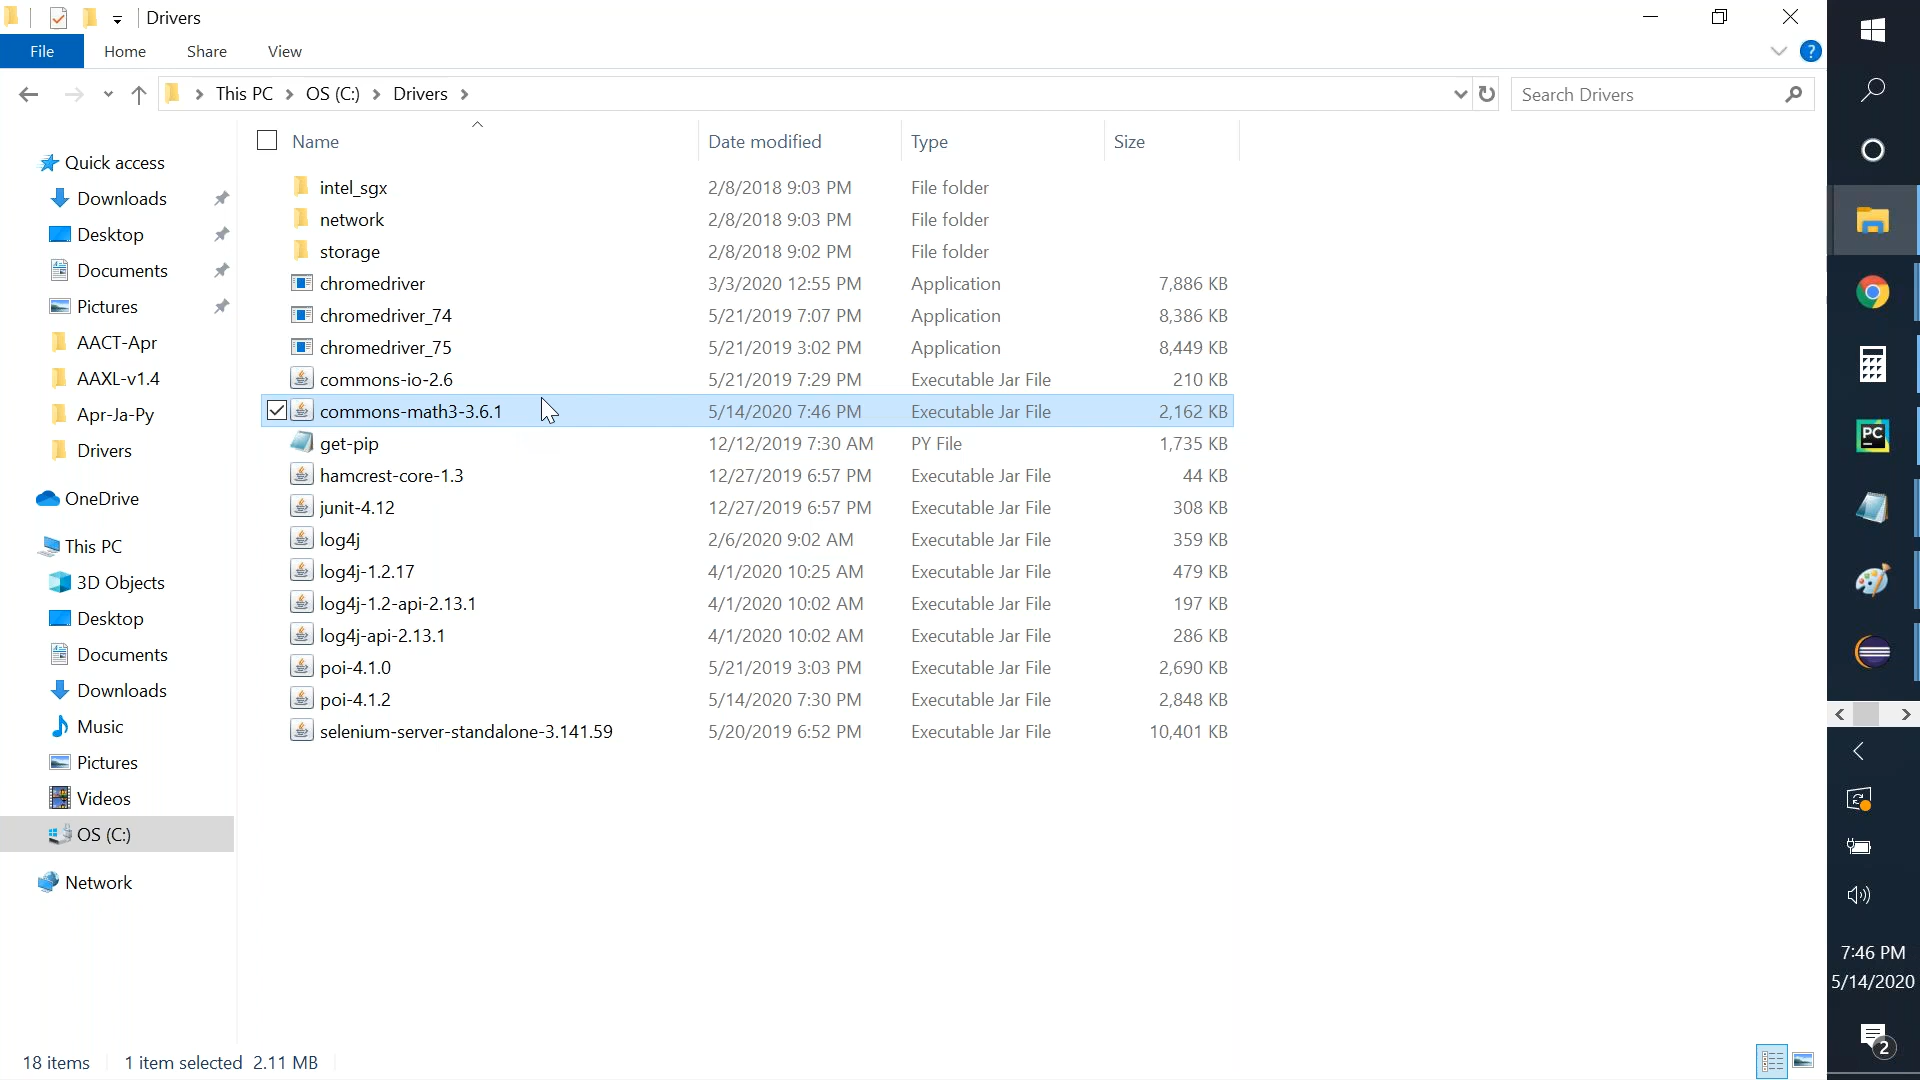 Drivers
File Home Share View ?
This PC OS (C:) Drivers Search Drivers
Name Date modified Type Size
Quick access
Downloads
Desktop
Documents
Pictures
AACT-Apr
AAXL-v1.4
Apr-Ja-Py
Drivers
OneDrive
This PC
3D Objects
Desktop
Documents
Downloads
Music
Pictures
Videos
OS (C:)
Network
intel_sgx 2/8/2018 9:03 PM File folder
network 2/8/2018 9:03 PM File folder
storage 2/8/2018 9:02 PM File folder
chromedriver 3/3/2020 12:55 PM Application 7,886 KB
chromedriver_74 5/21/2019 7:07 PM Application 8,386 KB
chromedriver_75 5/21/2019 3:02 PM Application 8,449 KB
commons-io-2.6 5/21/2019 7:29 PM Executable Jar File 210 KB
commons-math3-3.6.1 5/14/2020 7:46 PM Executable Jar File 2,162 KB
get-pip 12/12/2019 7:30 AM PY File 1,735 KB
hamcrest-core-1.3 12/27/2019 6:57 PM Executable Jar File 44 KB
junit-4.12 12/27/2019 6:57 PM Executable Jar File 308 KB
log4j 2/6/2020 9:02 AM Executable Jar File 359 KB
log4j-1.2.17 4/1/2020 10:25 AM Executable Jar File 479 KB
log4j-1.2-api-2.13.1 4/1/2020 10:02 AM Executable Jar File 197 KB
log4j-api-2.13.1 4/1/2020 10:02 AM Executable Jar File 286 KB
poi-4.1.0 5/21/2019 3:03 PM Executable Jar File 2,690 KB
poi-4.1.2 5/14/2020 7:30 PM Executable Jar File 2,848 KB
selenium-server-standalone-3.141.59 5/20/2019 6:52 PM Executable Jar File 10,401 KB
18 items 1 item selected 2.11 MB
PC
7:46 PM
5/14/2020
2